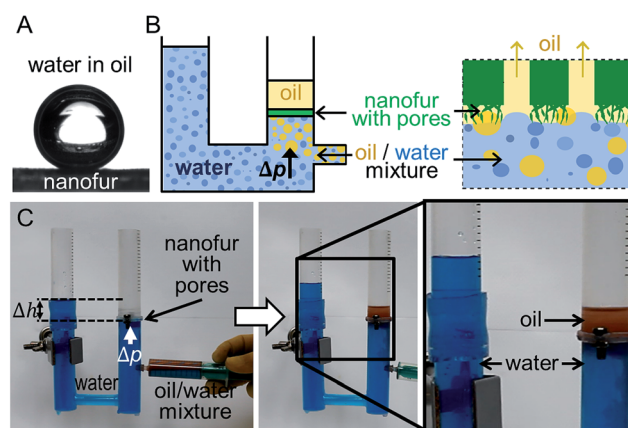 A
water in oil
nanofur
B
oil
water
Δp
nanofur
with pores
oil / water
mixture
oil
C
Δh
nanofur
with
pores
Δp
water
oil/water
mixture
oil
water